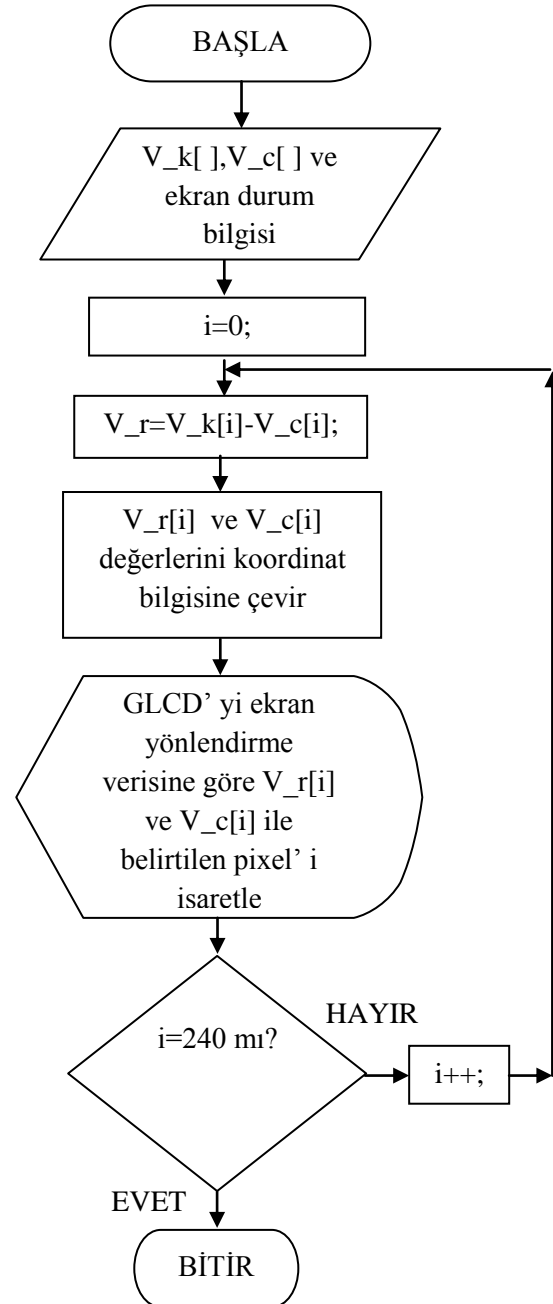 BAŞLA
V_k[ ],V_c[ ] ve
ekran durum
bilgisi
i=0;
V_r=V_k[i]-V_c[i];
V_r[i] ve V_c[i]
değerlerini koordinat
bilgisine çevir
GLCD’ yi ekran
yönlendirme
verisine göre V_r[i]
ve V_c[i] ile
belirtilen pixel’ i
isaretle
i=240 mı?
HAYIR
i++;
EVET
BİTİR